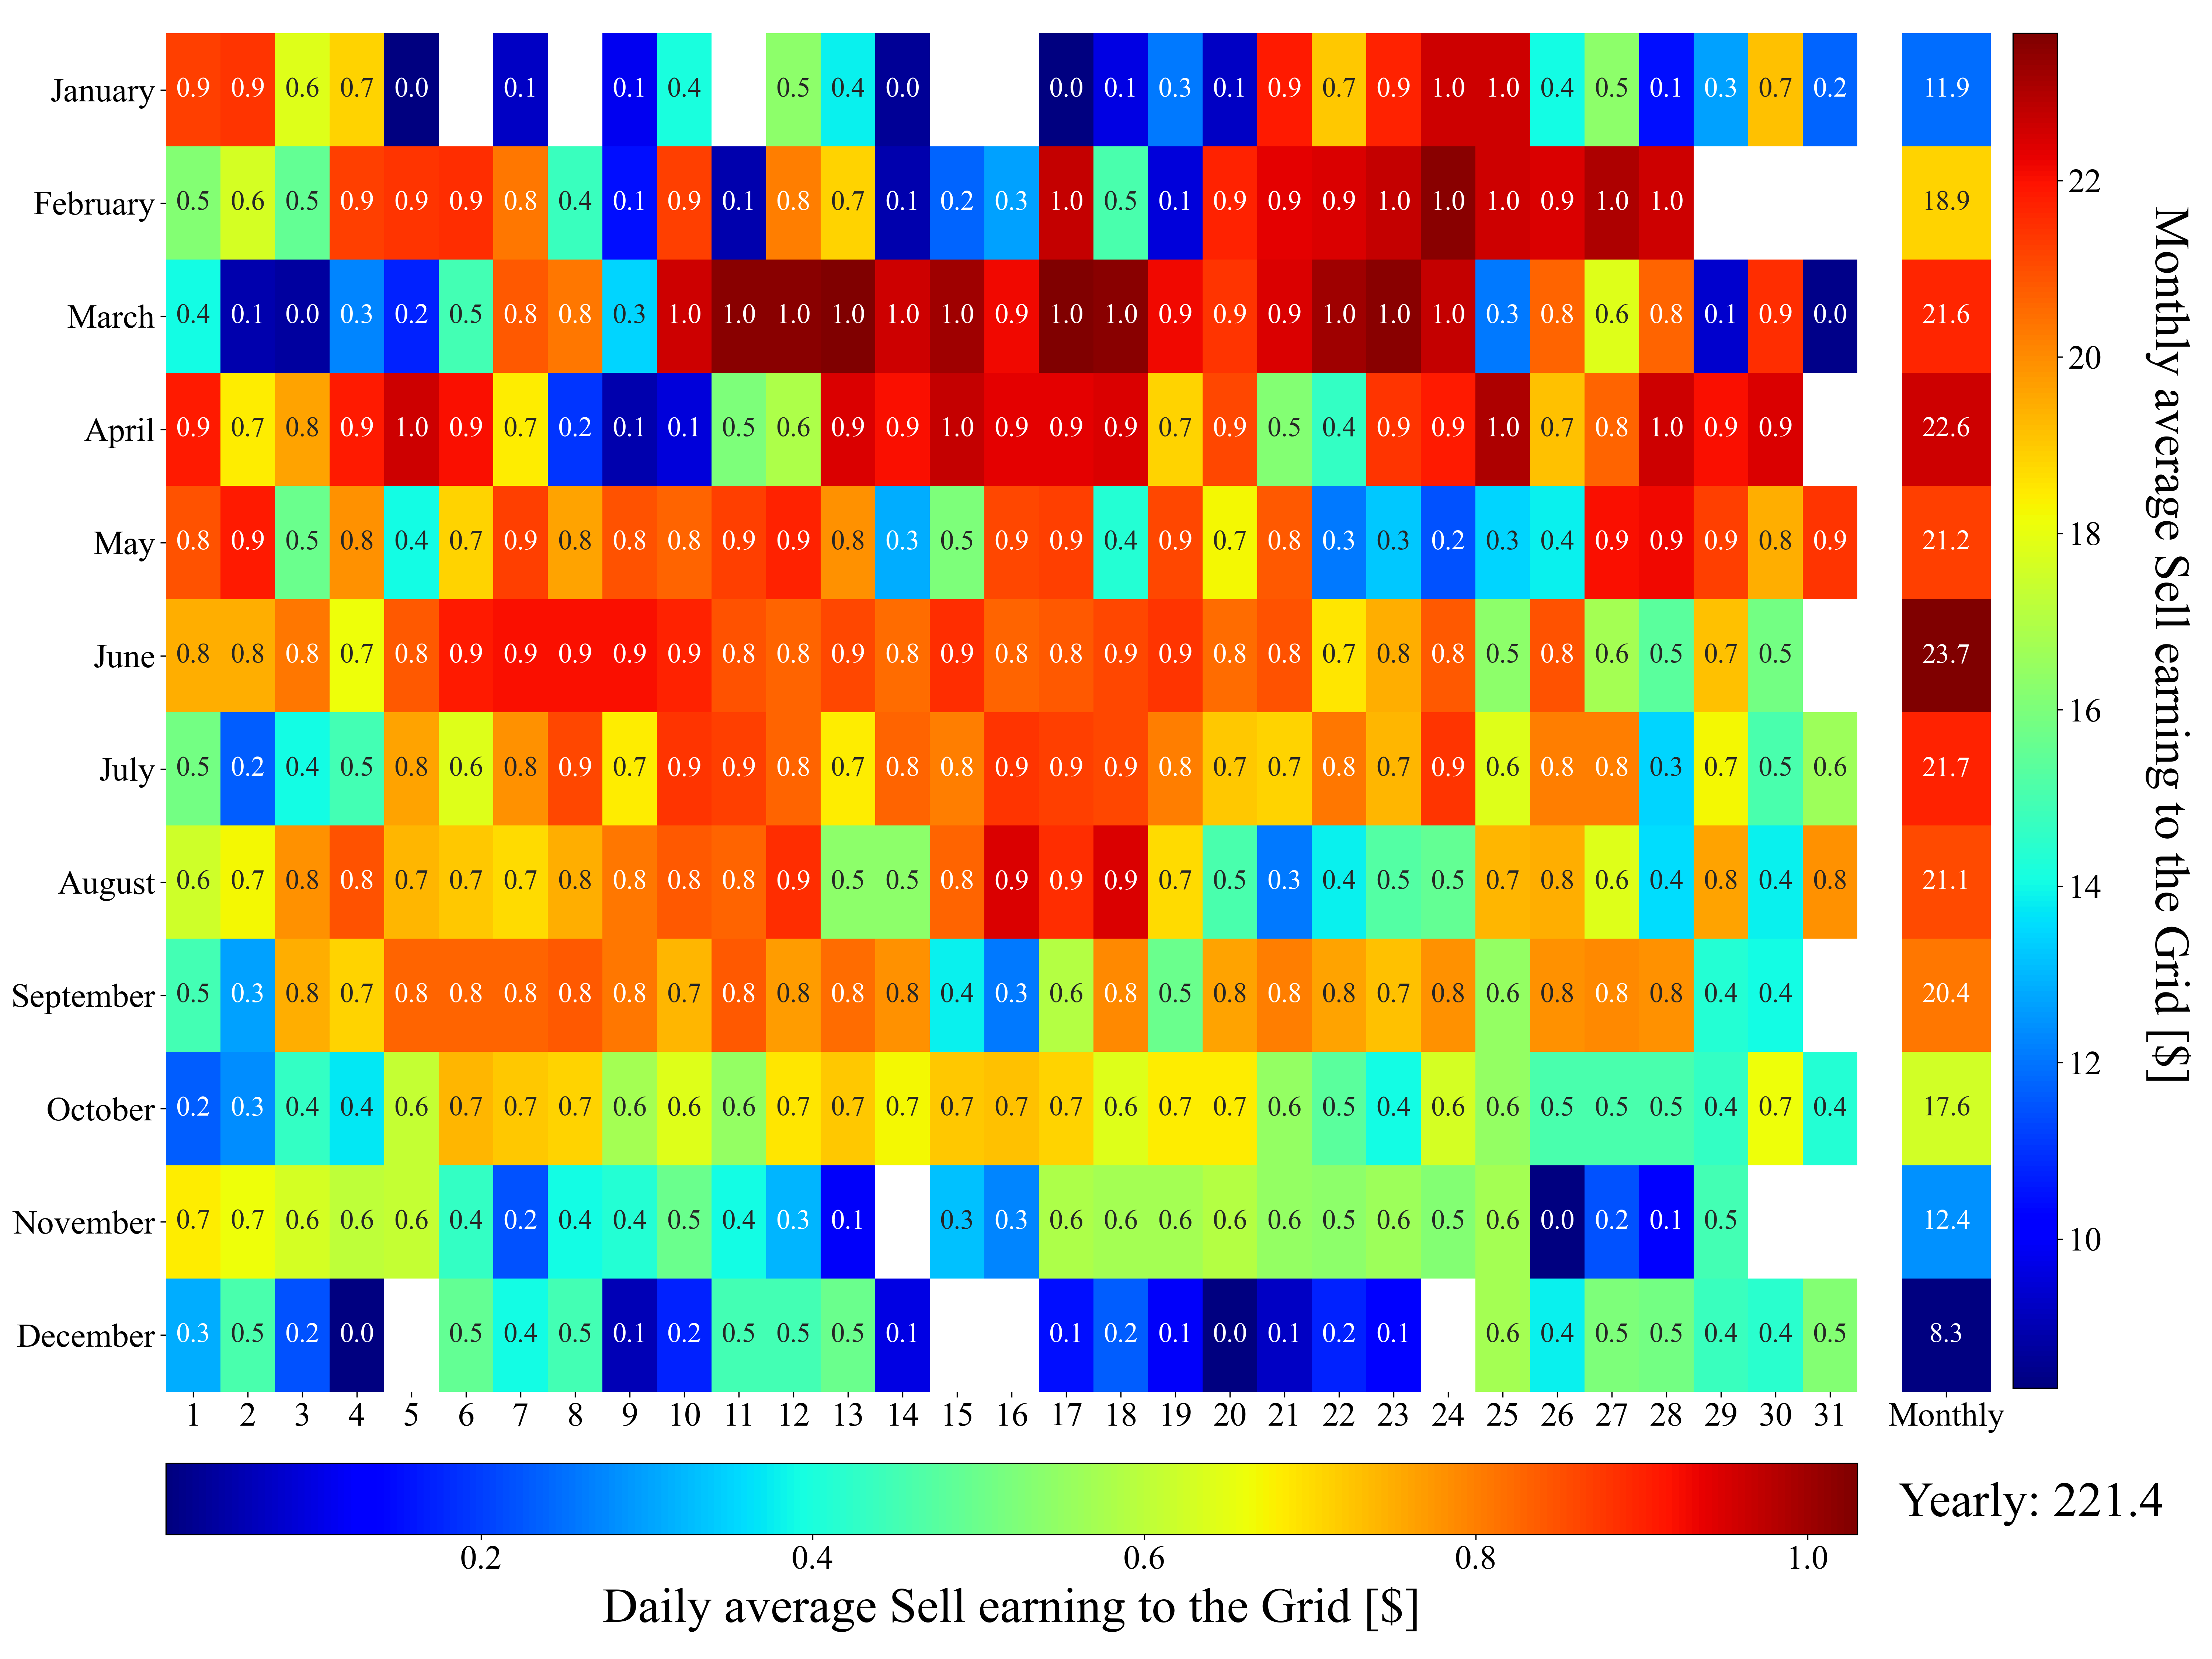 January 0.9 0.9 0.6 0.7 0.0 0.1 0.1 0.4 0.5 0.4 0.0 0.0 0.1 0.3 0.1 0.9 0.7 0.9 1.0 1.0 0.4 0.5 0.1 0.3 0.7 0.2 11.9
February 0.5 0.6 0.5 0.9 0.9 0.9 0.8 0.4 0.1 0.9 0.1 0.8 0.7 0.1 0.2 0.3 1.0 0.5 0.1 0.9 0.9 0.9 1.0 1.0 1.0 0.9 1.0 1.0 18.9
March 0.4 0.1 0.0 0.3 0.2 0.5 0.8 0.8 0.3 1.0 1.0 1.0 1.0 1.0 1.0 0.9 1.0 1.0 0.9 0.9 0.9 1.0 1.0 1.0 0.3 0.8 0.6 0.8 0.1 0.9 0.0 21.6
April 0.9 0.7 0.8 0.9 1.0 0.9 0.7 0.2 0.1 0.1 0.5 0.6 0.9 0.9 1.0 0.9 0.9 0.9 0.7 0.9 0.5 0.4 0.9 0.9 1.0 0.7 0.8 1.0 0.9 0.9 22.6
May 0.8 0.9 0.5 0.8 0.4 0.7 0.9 0.8 0.8 0.8 0.9 0.9 0.8 0.3 0.5 0.9 0.9 0.4 0.9 0.7 0.8 0.3 0.3 0.2 0.3 0.4 0.9 0.9 0.9 0.8 0.9 21.2
June 0.8 0.8 0.8 0.7 0.8 0.9 0.9 0.9 0.9 0.9 0.8 0.8 0.9 0.8 0.9 0.8 0.8 0.9 0.9 0.8 0.8 0.7 0.8 0.8 0.5 0.8 0.6 0.5 0.7 0.5 23.7
July 0.5 0.2 0.4 0.5 0.8 0.6 0.8 0.9 0.7 0.9 0.9 0.8 0.7 0.8 0.8 0.9 0.9 0.9 0.8 0.7 0.7 0.8 0.7 0.9 0.6 0.8 0.8 0.3 0.7 0.5 0.6 21.7
August 0.6 0.7 0.8 0.8 0.7 0.7 0.7 0.8 0.8 0.8 0.8 0.9 0.5 0.5 0.8 0.9 0.9 0.9 0.7 0.5 0.3 0.4 0.5 0.5 0.7 0.8 0.6 0.4 0.8 0.4 0.8 21.1
September 0.5 0.3 0.8 0.7 0.8 0.8 0.8 0.8 0.8 0.7 0.8 0.8 0.8 0.8 0.4 0.3 0.6 0.8 0.5 0.8 0.8 0.8 0.7 0.8 0.6 0.8 0.8 0.8 0.4 0.4 20.4
October 0.2 0.3 0.4 0.4 0.6 0.7 0.7 0.7 0.6 0.6 0.6 0.7 0.7 0.7 0.7 0.7 0.7 0.6 0.7 0.7 0.6 0.5 0.4 0.6 0.6 0.5 0.5 0.5 0.4 0.7 0.4 17.6
November 0.7 0.7 0.6 0.6 0.6 0.4 0.2 0.4 0.4 0.5 0.4 0.3 0.1 0.3 0.3 0.6 0.6 0.6 0.6 0.6 0.5 0.6 0.5 0.6 0.0 0.2 0.1 0.5 12.4
December 0.3 0.5 0.2 0.0 0.5 0.4 0.5 0.1 0.2 0.5 0.5 0.5 0.1 0.1 0.2 0.1 0.0 0.1 0.2 0.1 0.6 0.4 0.5 0.5 0.4 0.4 0.5 8.3
1 2 3 4 5 6 7 8 9 10 11 12 13 14 15 16 17 18 19 20 21 22 23 24 25 26 27 28 29 30 31 Monthly
22
20
18
16
14
12
10
Monthly average Sell earning to the Grid [$]
0.2 0.4 0.6 0.8 1.0
Daily average Sell earning to the Grid [$]
Yearly: 221.4